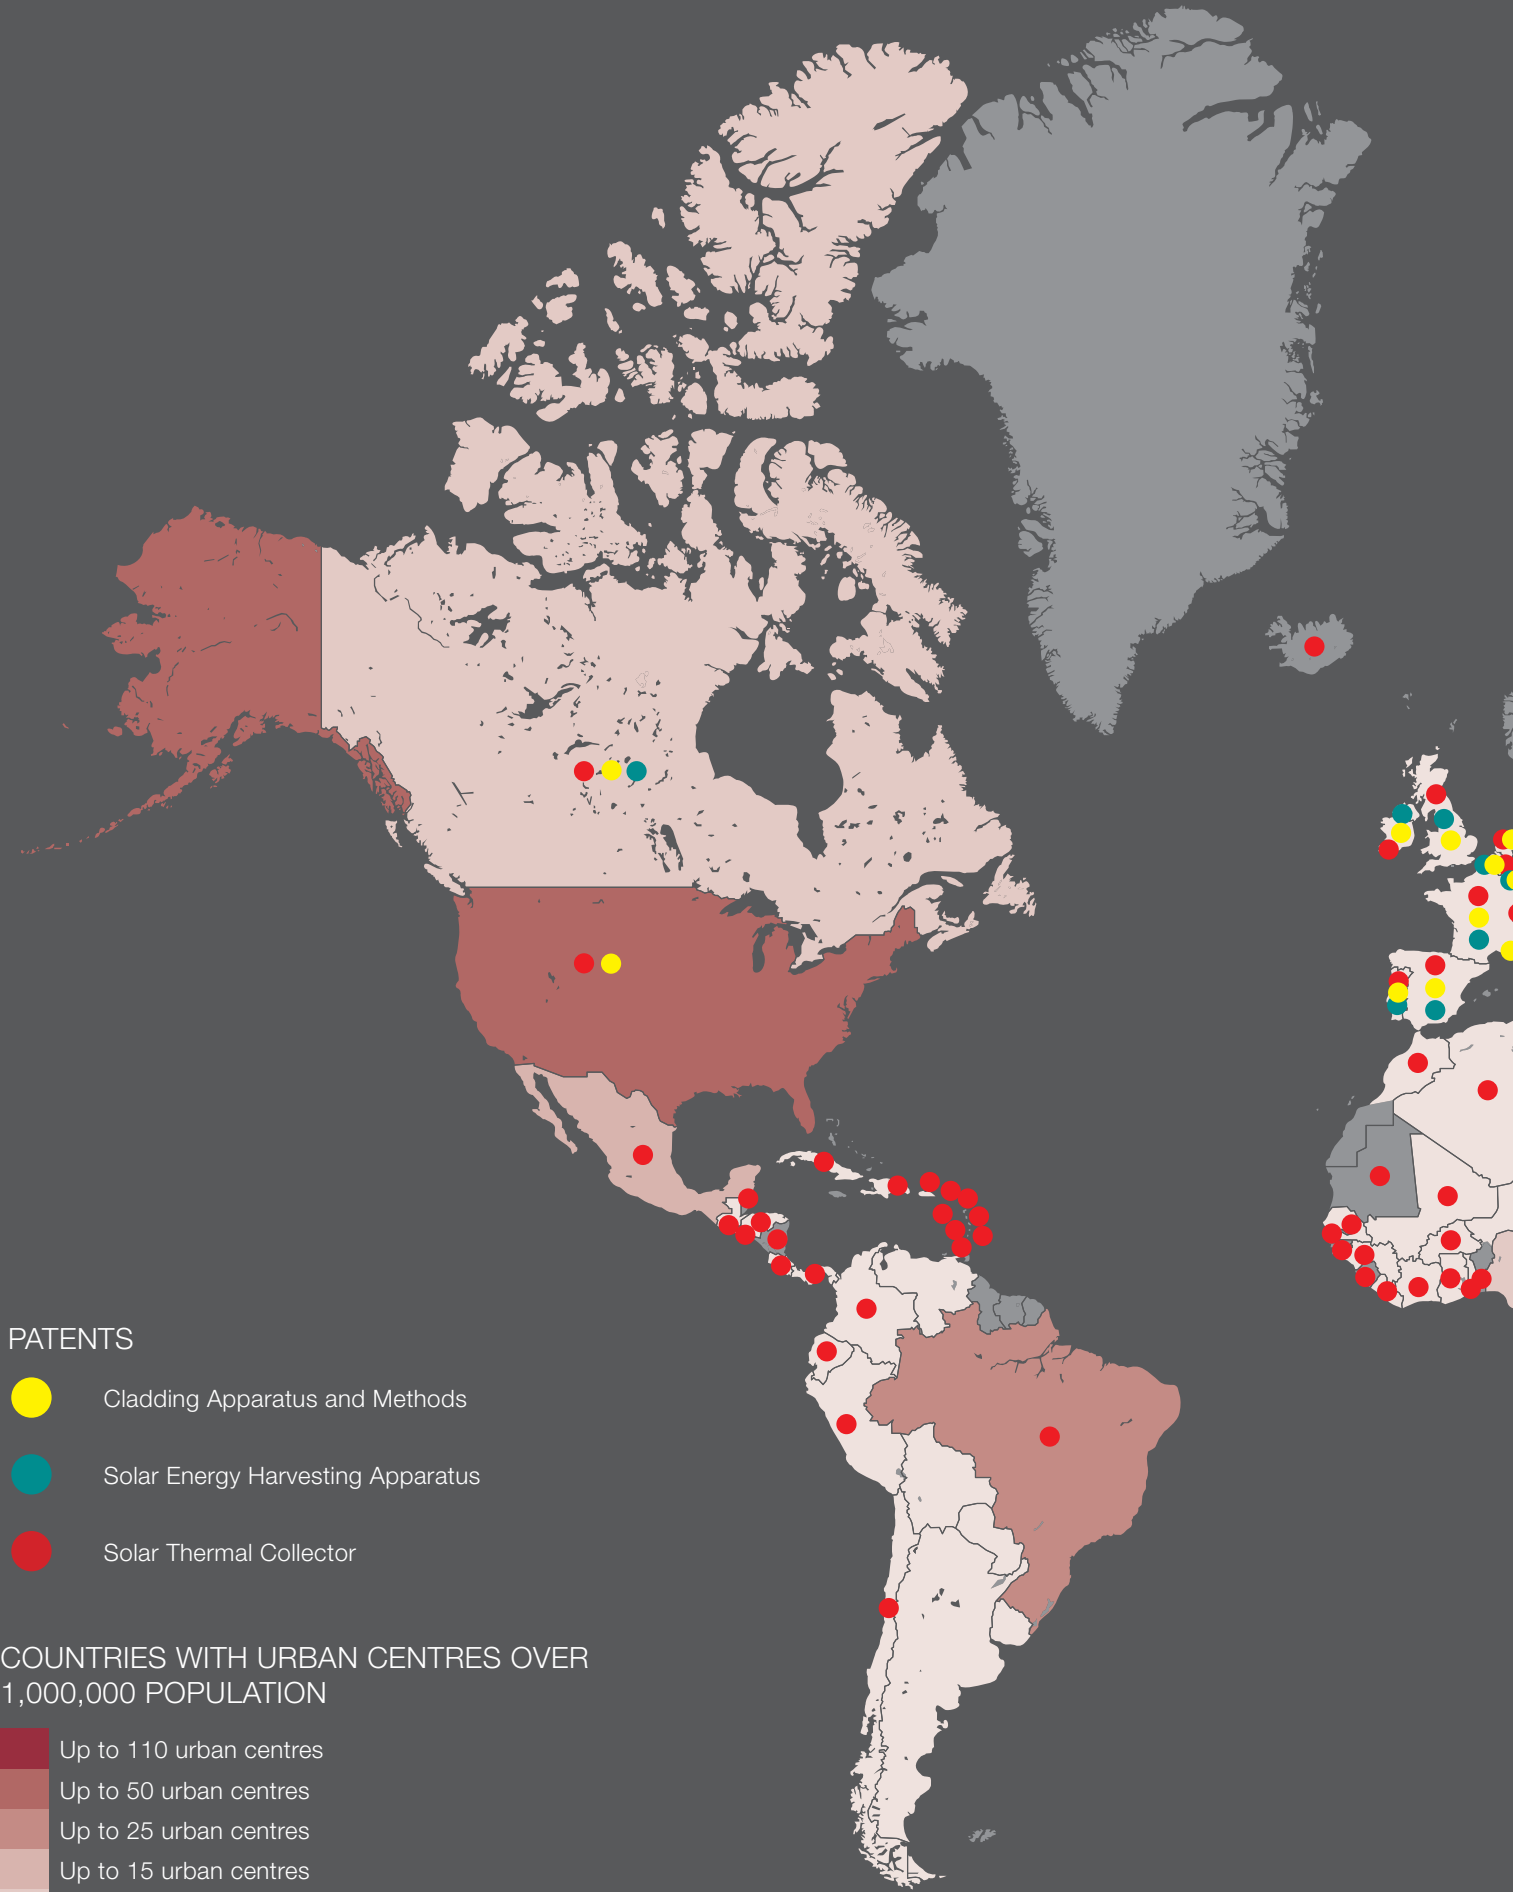 PATENTS
Cladding Apparatus and Methods
Solar Energy Harvesting Apparatus
Solar Thermal Collector
COUNTRIES WITH URBAN CENTRES OVER
1,000,000 POPULATION
Up to 110 urban centres
Up to 50 urban centres
Up to 25 urban centres
Up to 15 urban centres